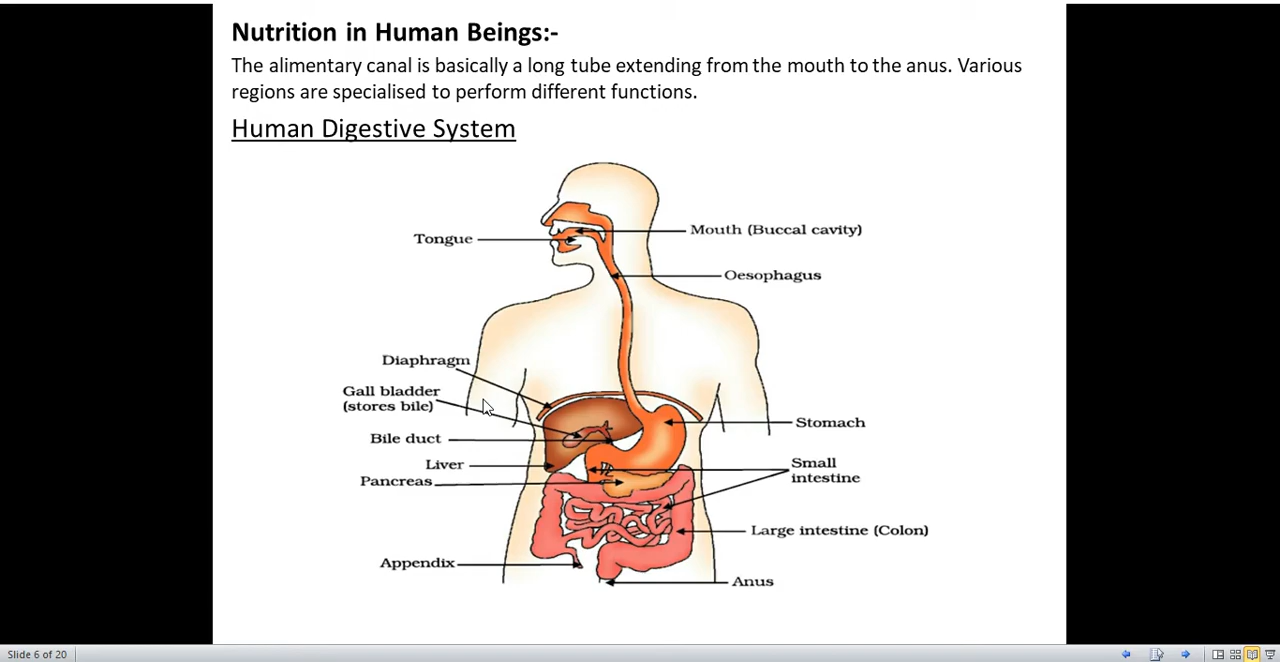 Nutrition in Human Beings:-
The alimentary canal is basically a long tube extending from the mouth to the anus. Various
regions are specialised to perform different functions.
Human Digestive System
Mouth (Buccal cavity)
Tongue
Oesophagus
Diaphragm
Gall bladder
(stores bile)
Stomach
Bile duct
Liver
Small
intestine
Pancreas
Large intestine (Colon)
Appendix
Anus
Slide 6 of 20